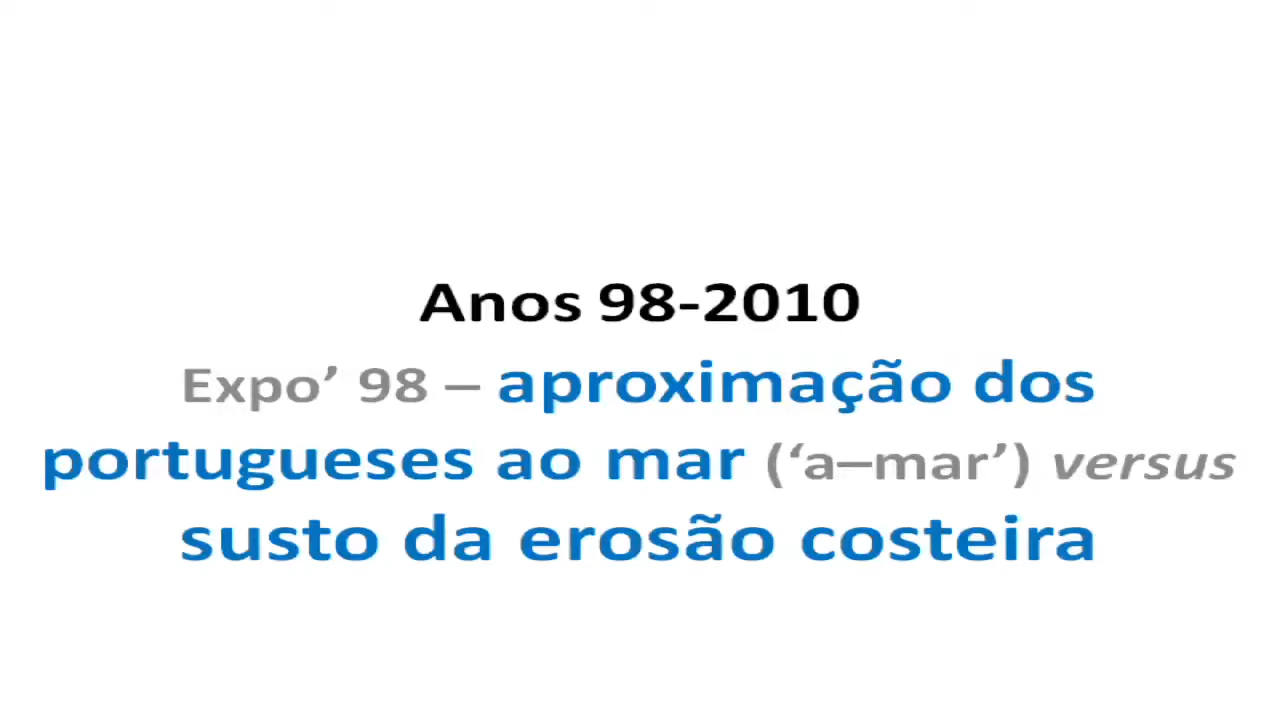 Anos 98-2010
Expo’ 98 – aproximação dos
portugueses ao mar (‘a–mar’) versus
susto da erosão costeira